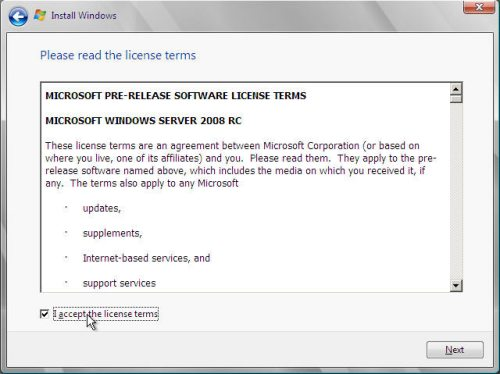 Install Windows
Please read the license terms
MICROSOFT PRE-RELEASE SOFTWARE LICENSE TERMS
MICROSOFT WINDOWS SERVER 2008 RC
These license terms are an agreement between Microsoft Corporation (or based on
where you live, one of its affiliates) and you.  Please read them.  They apply to the pre-
release software named above, which includes the media on which you received it, if
any.  The terms also apply to any Microsoft
· updates,
· supplements,
· Internet-based services, and
· support services
I accept the license terms
Next